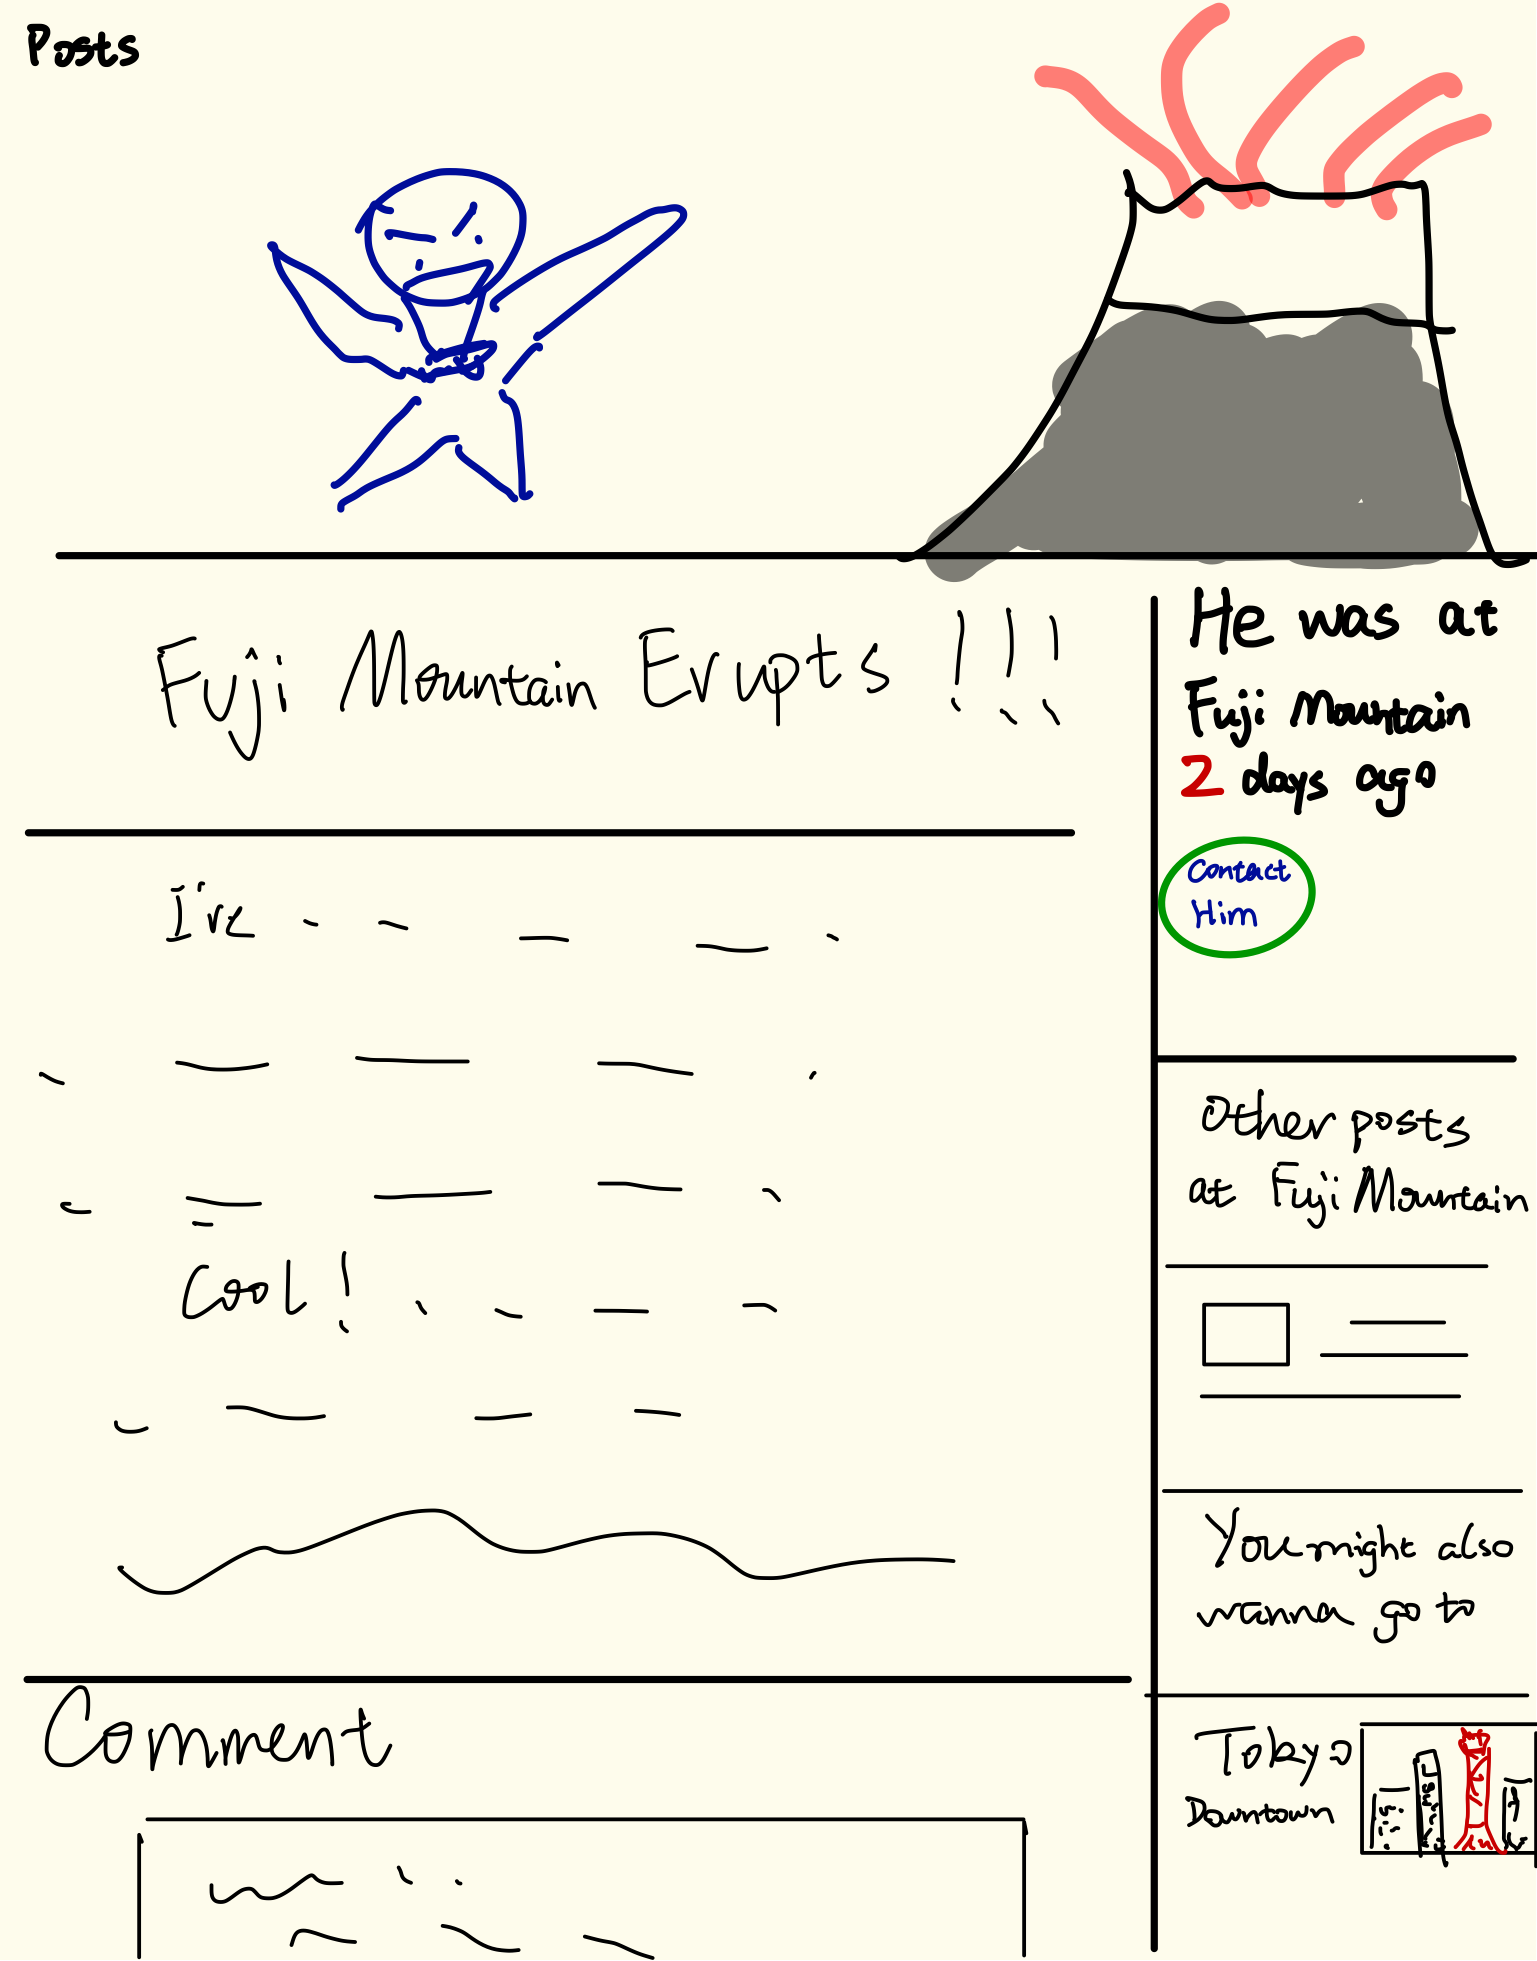 Posts
Fuji Mountain Erupts !!!
I've
Cool!
Comment
He was at
Fuji Mountain
2 days ago
Contact
Him
Other posts
at Fuji Mountain
You might also
wanna go to
Tokyo
Downtown